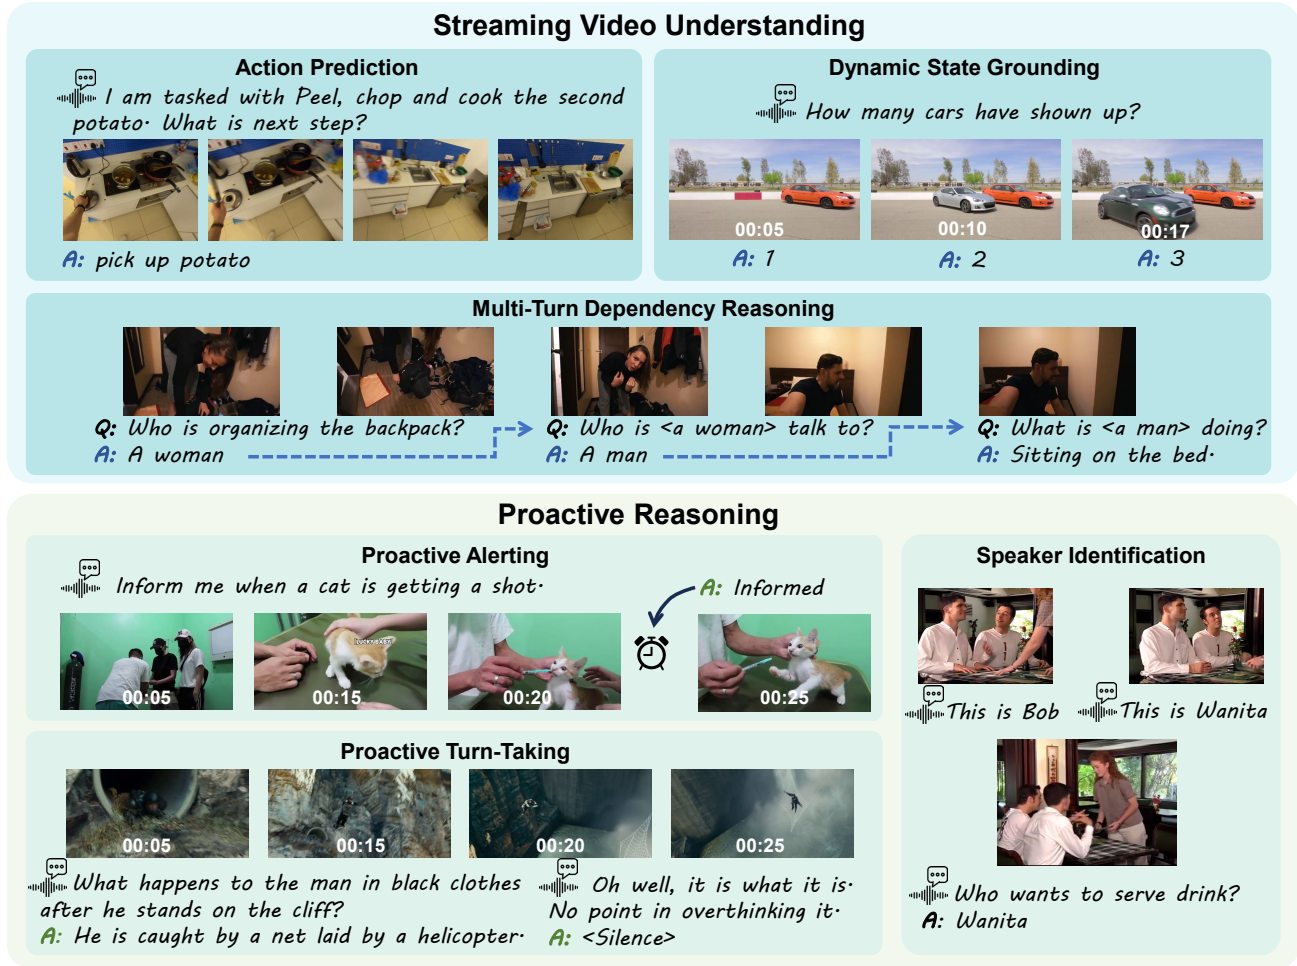 Streaming Video Understanding
Action Prediction
I am tasked with Peel, chop and cook the second
potato. What is next step?
A: pick up potato
Dynamic State Grounding
How many cars have shown up?
00:05
00:10
00:17
A: 1
A: 2
A: 3
Multi-Turn Dependency Reasoning
Q: Who is organizing the backpack?
A: A woman
Q: Who is <a woman> talk to?
A: A man
Q: What is <a man> doing?
A: Sitting on the bed.
Proactive Reasoning
Proactive Alerting
Inform me when a cat is getting a shot.
A: Informed
LUCKY BABY
00:05
00:15
00:20
00:25
Proactive Turn-Taking
00:05
00:15
00:20
00:25
What happens to the man in black clothes
after he stands on the cliff?
A: He is caught by a net laid by a helicopter.
Oh well, it is what it is.
No point in overthinking it.
A: <Silence>
Speaker Identification
This is Bob
This is Wanita
Who wants to serve drink?
A: Wanita